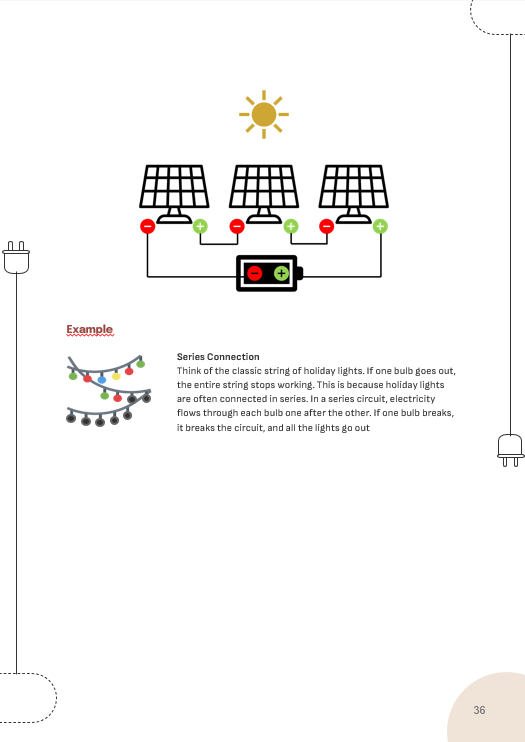 Example
Series Connection
Think of the classic string of holiday lights. If one bulb goes out,
the entire string stops working. This is because holiday lights
are often connected in series. In a series circuit, electricity
flows through each bulb one after the other. If one bulb breaks,
it breaks the circuit, and all the lights go out
36